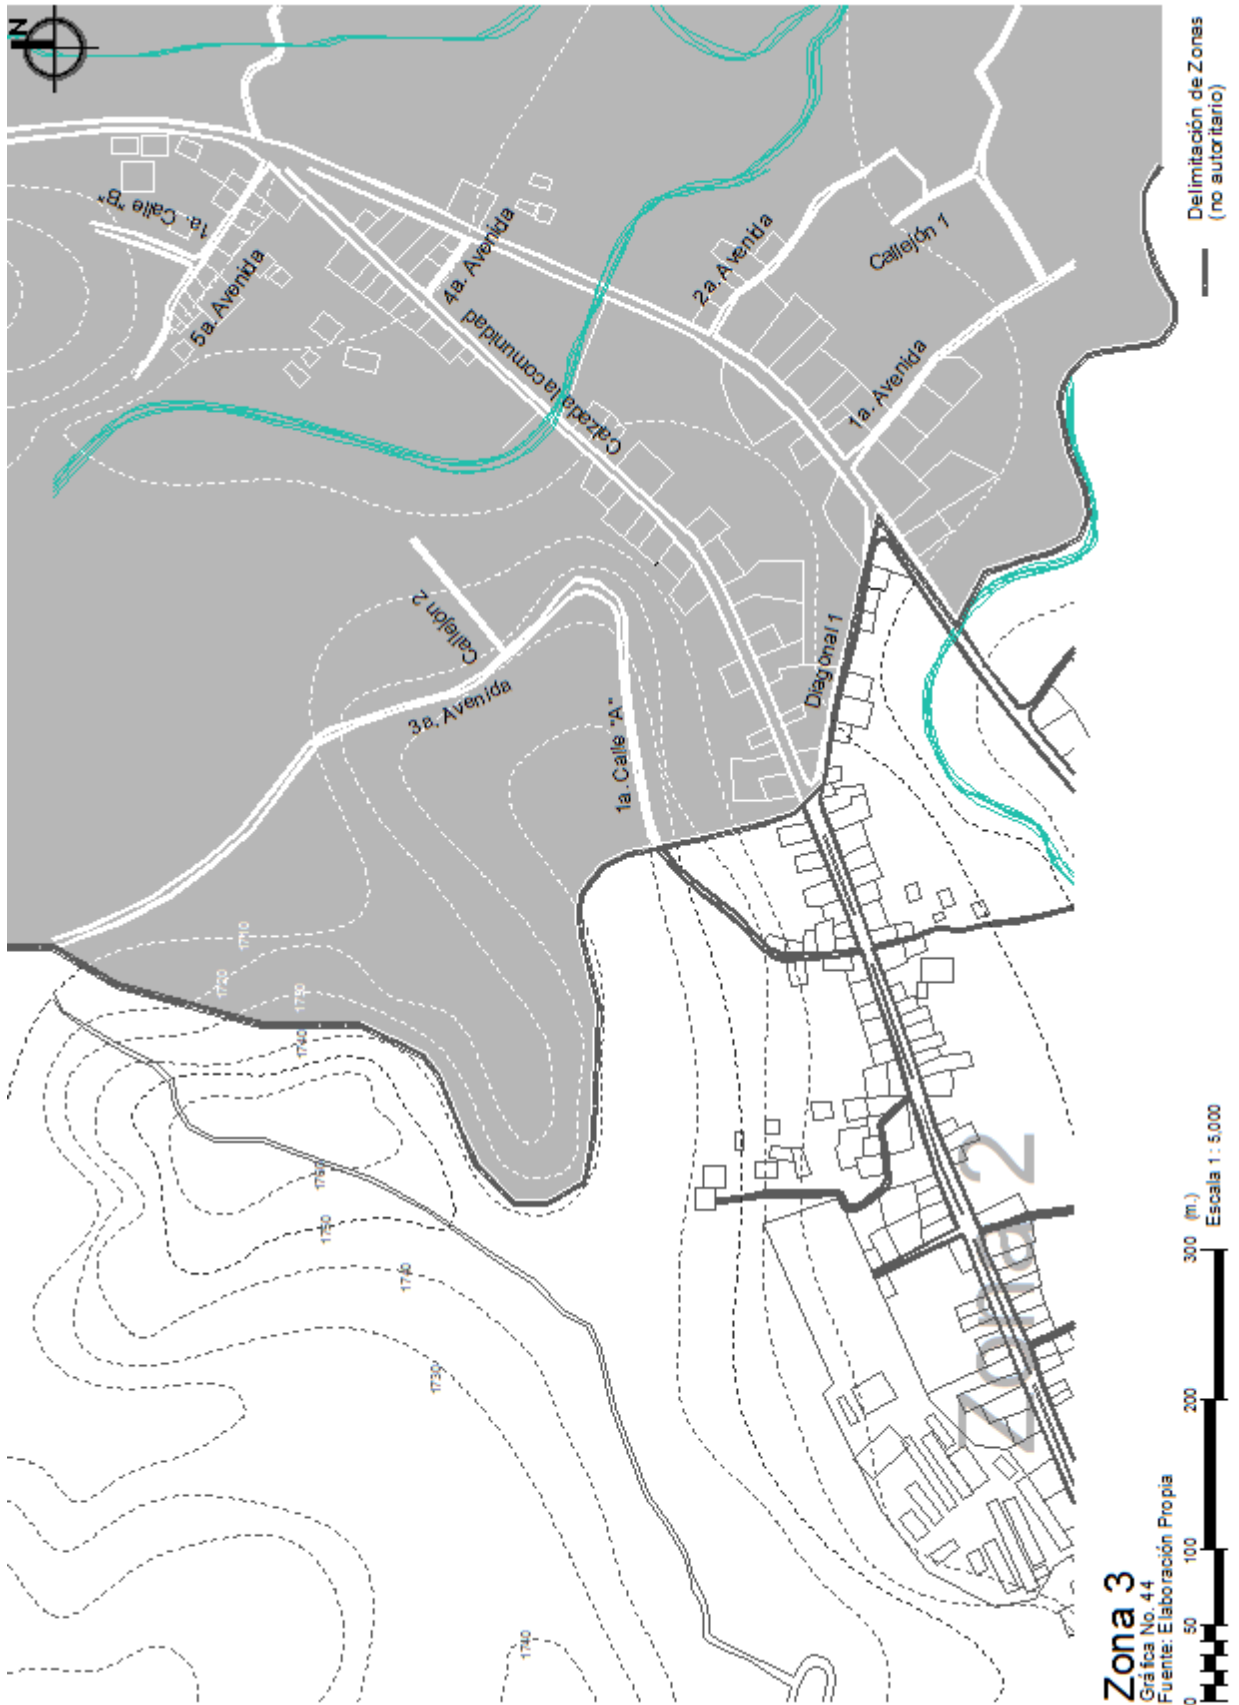 N
1a. Calle "B"
5a. Avenida
4a. Avenida
Calzada la comunidad
2a. Avenida
Callejón 1
1a. Avenida
Callejón 2
3a. Avenida
1a. Calle "A"
Diagonal 1
1710
1720
1730
1740
1760
1750
1740
1730
1740
Zona 2
Zona 3
Gráfica No. 44
Fuente: Elaboración Propia
0 50 100 200 300 (m.)
Escala 1 : 5,000
Delimitación de Zonas
(no autoritario)